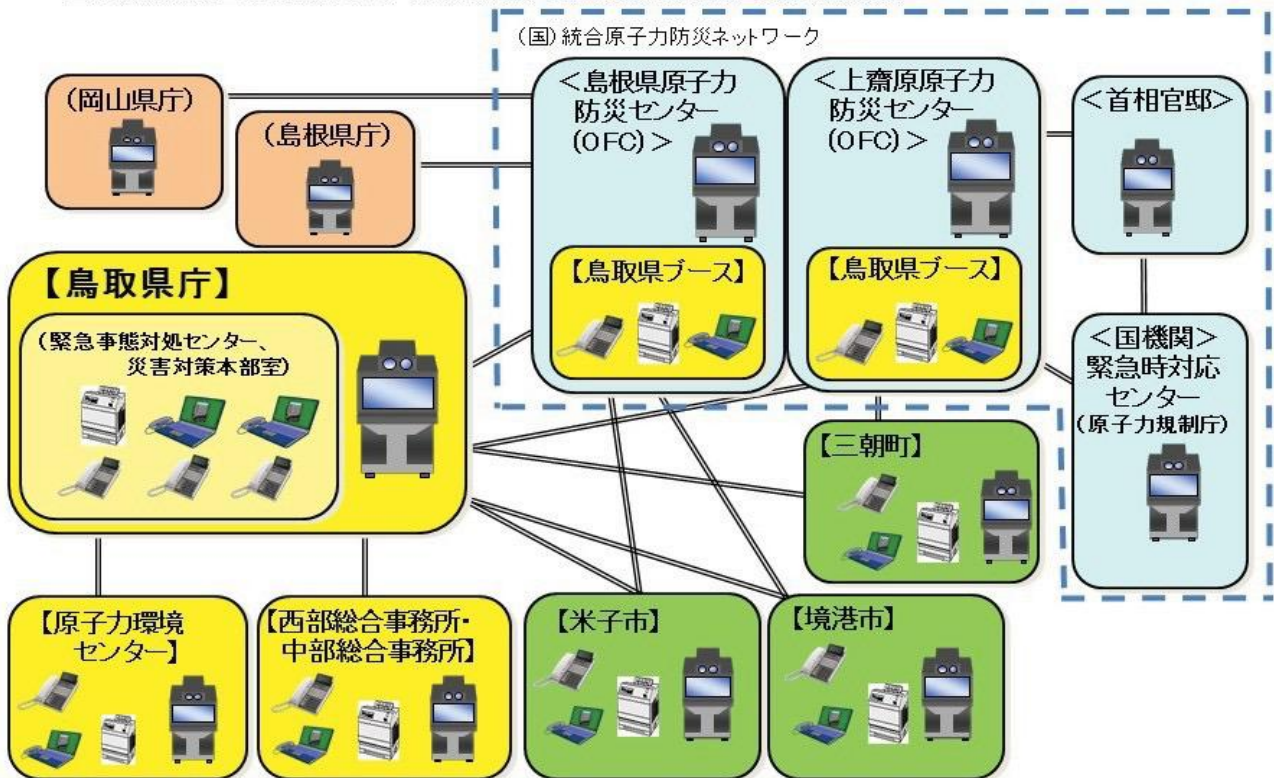 (国)統合原子力防災ネットワーク
(岡山県庁)
(島根県庁)
<島根県原子力
防災センター
(OFC)>
<上齋原原子力
防災センター
(OFC)>
<首相官邸>
【鳥取県ブース】
【鳥取県ブース】
【鳥取県庁】
(緊急事態対処センター、
災害対策本部室)
<国機関>
緊急時対応
センター
(原子力規制庁)
【三朝町】
【原子力環境
センター】
【西部総合事務所・
中部総合事務所】
【米子市】
【境港市】